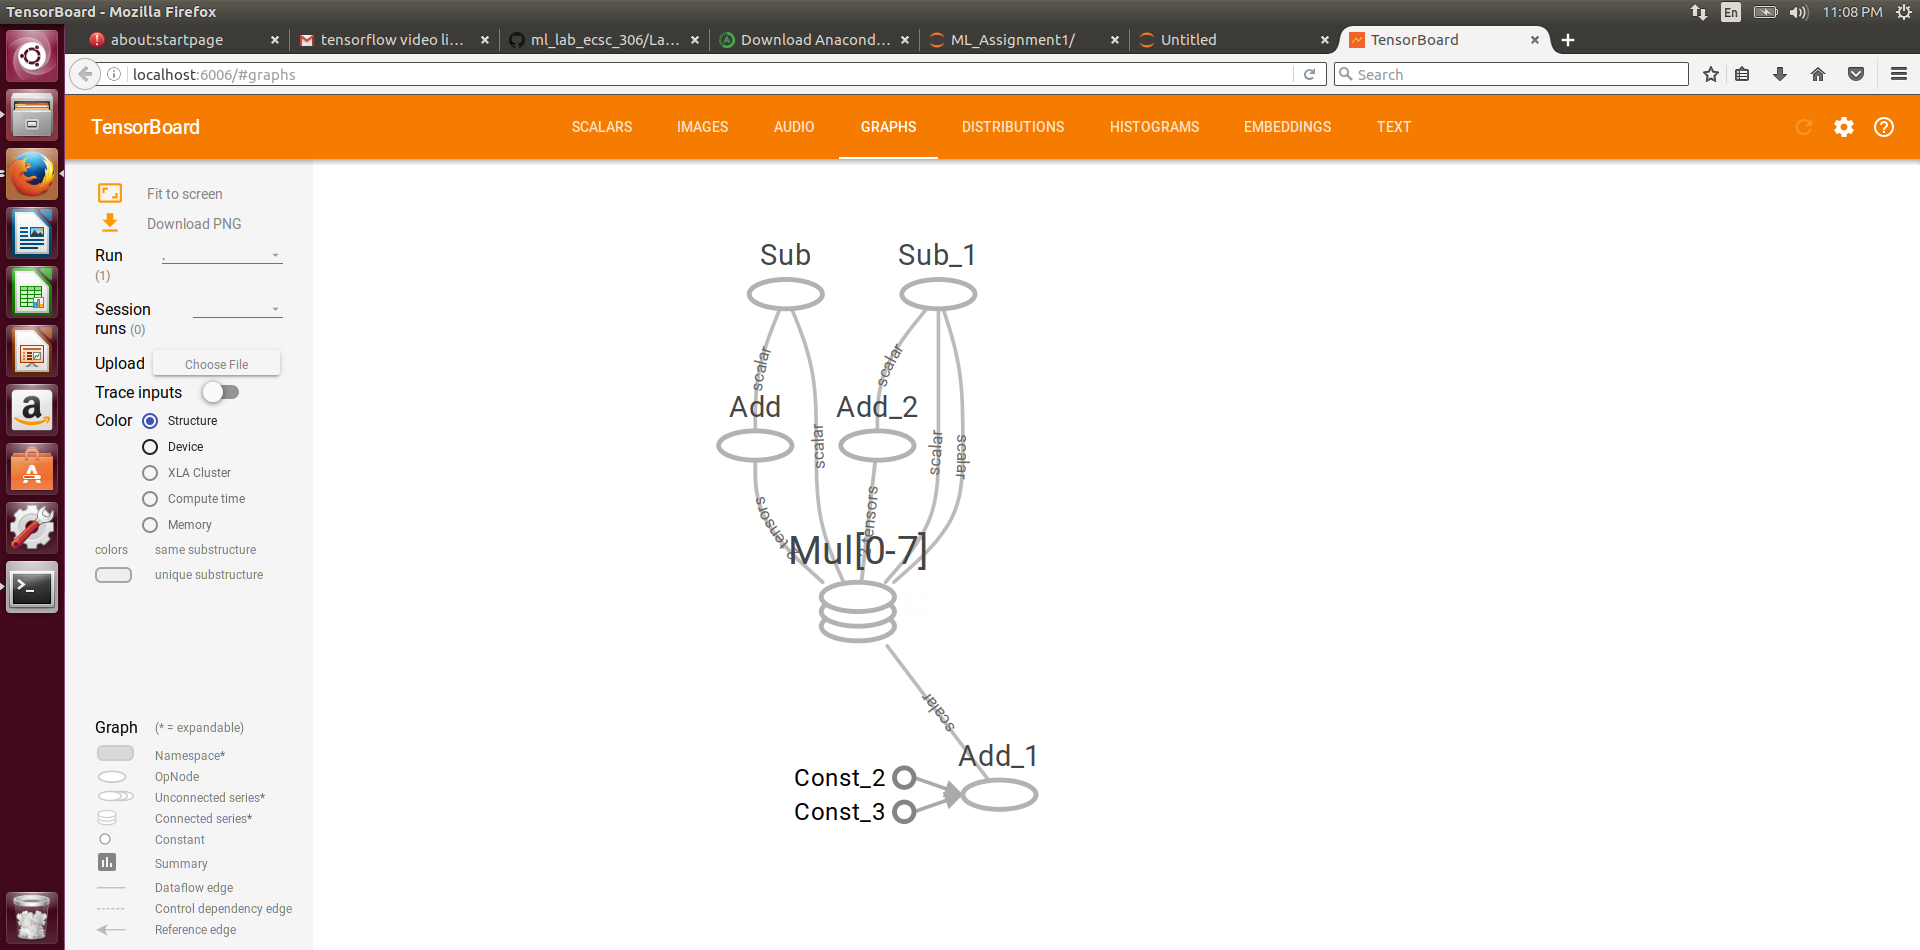 TensorBoard - Mozilla Firefox
En
11:08 PM
about:startpage
tensorflow video li...
ml_lab_ecsc_306/La...
Download Anacond...
ML_Assignment1/
Untitled
TensorBoard
localhost:6006/#graphs
Search
TensorBoard
SCALARS
IMAGES
AUDIO
GRAPHS
DISTRIBUTIONS
HISTOGRAMS
EMBEDDINGS
TEXT
Fit to screen
Download PNG
Run
(1)
.
Session
runs (0)
Upload
Choose File
Trace inputs
Color
Structure
Device
XLA Cluster
Compute time
Memory
colors
same substructure
unique substructure
Graph
(* = expandable)
Namespace*
OpNode
Unconnected series*
Connected series*
Constant
Summary
Dataflow edge
Control dependency edge
Reference edge
Sub
Sub_1
scalar
scalar
Add
Add_2
scalar
scalar
scalar
2 tensors
2 tensors
Mul[0-7]
scalar
Add_1
Const_2
Const_3